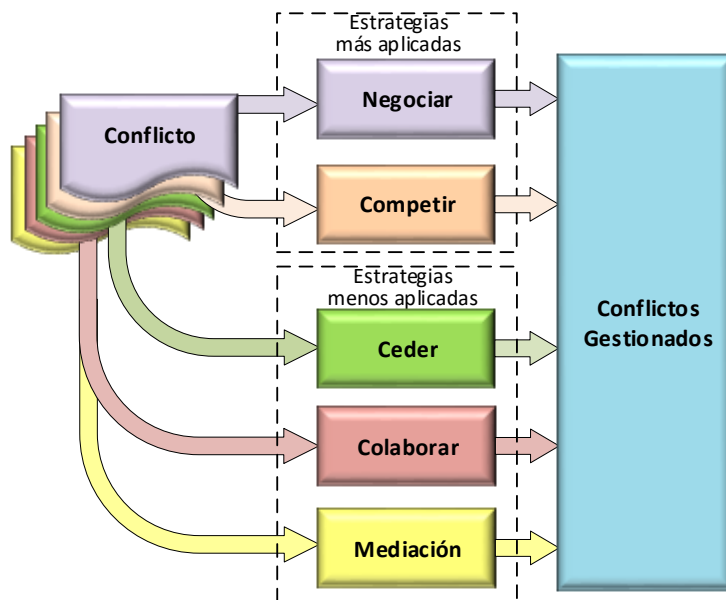 Estrategias
más aplicadas
Negociar
Conflicto
Competir
Estrategias
menos aplicadas
Ceder
Conflictos
Gestionados
Colaborar
Mediación